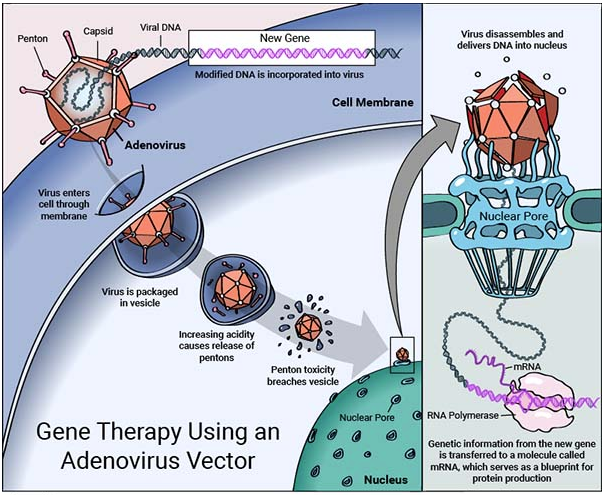 Penton
Capsid
Viral DNA
New Gene
Modified DNA is incorporated into virus
Cell Membrane
Adenovirus
Virus enters
cell through
membrane
Virus is packaged
in vesicle
Increasing acidity
causes release of
pentons
Penton toxicity
breaches vesicle
Nuclear Pore
Nucleus
Gene Therapy Using an
Adenovirus Vector
Virus disassembles and
delivers DNA into nucleus
Nuclear Pore
mRNA
RNA Polymerase
Genetic information from the new gene
is transferred to a molecule called
mRNA, which serves as a blueprint for
protein production